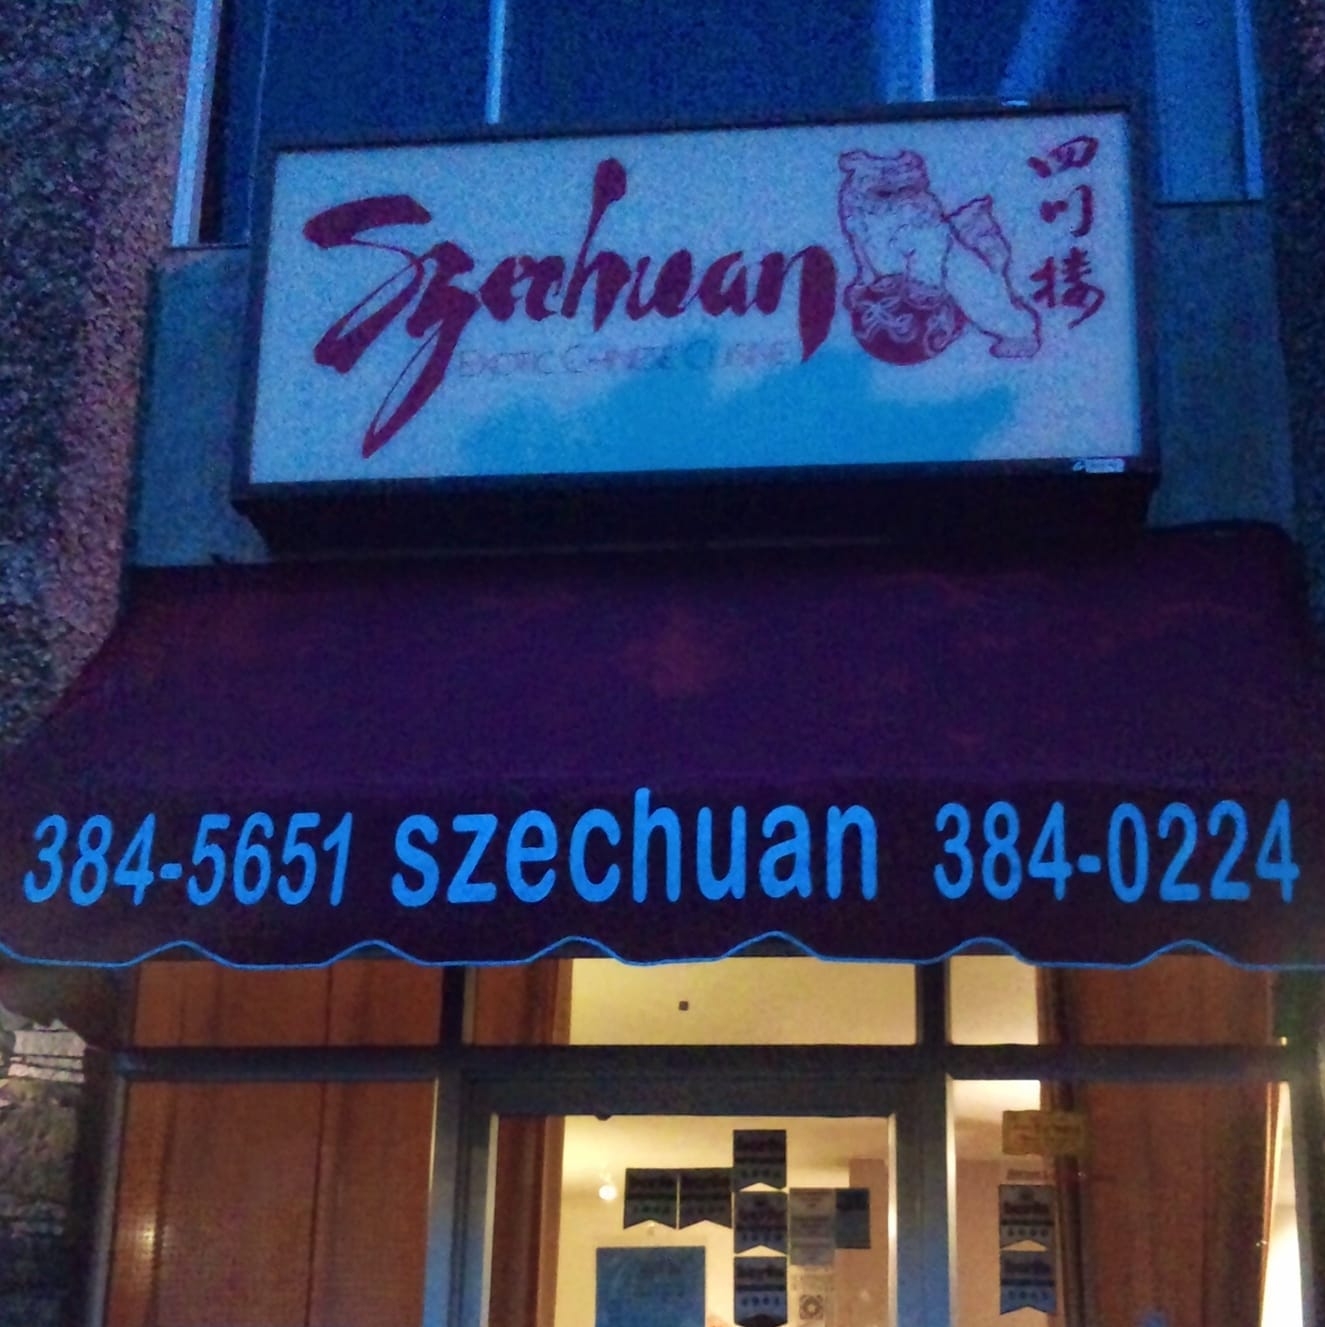 Szechuan
EXOTIC CHINESE CUISINE
四川楼
384-5651 szechuan 384-0224